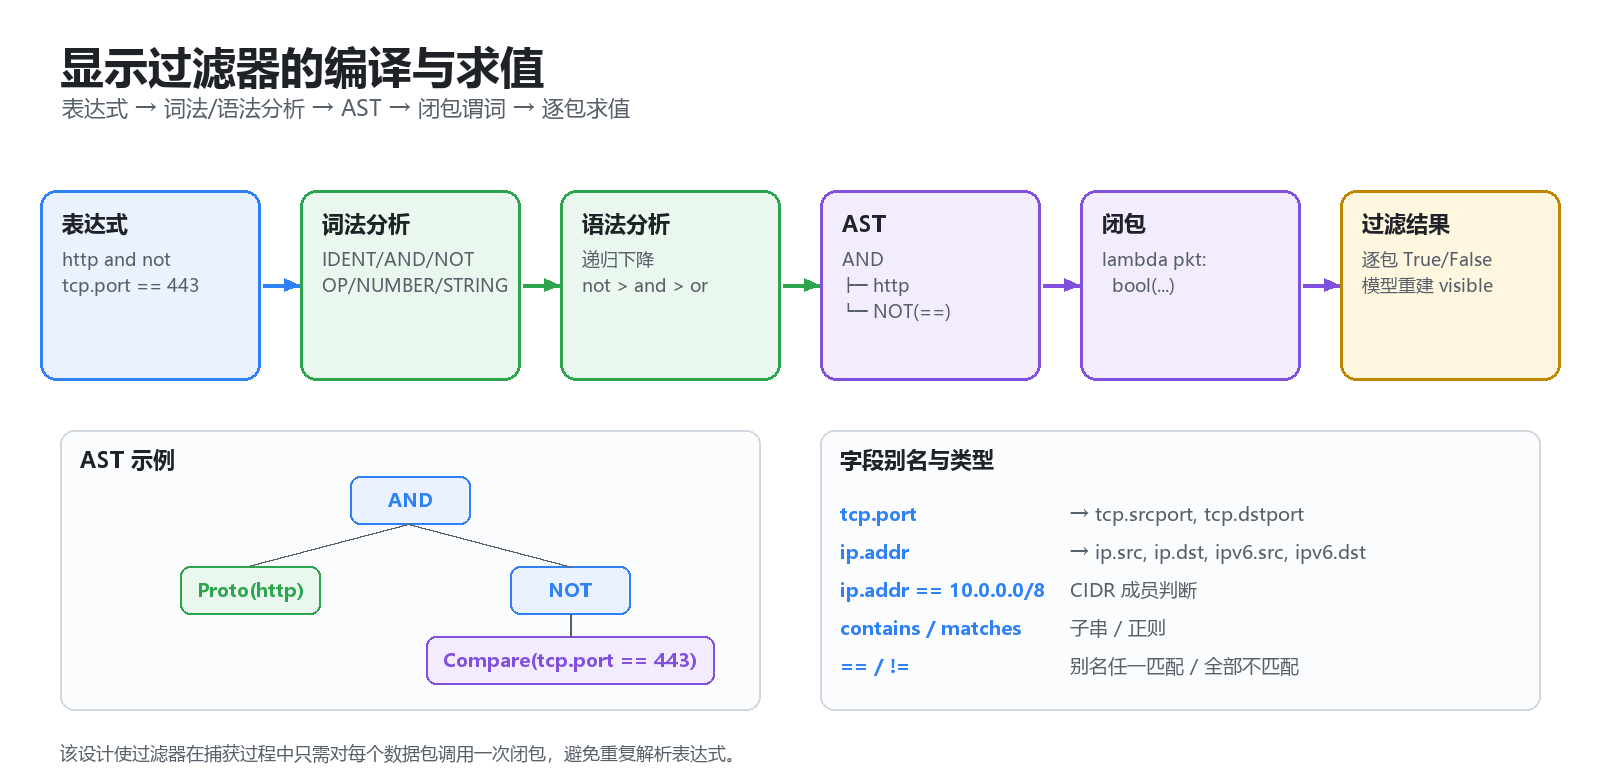 显示过滤器的编译与求值
表达式 → 词法/语法分析 → AST → 闭包谓词 → 逐包求值
表达式
http and not
tcp.port == 443
词法分析
IDENT/AND/NOT
OP/NUMBER/STRING
语法分析
递归下降
not > and > or
AST
AND
├─ http
└─ NOT(==)
闭包
lambda pkt:
bool(...)
过滤结果
逐包 True/False
模型重建 visible
AST 示例
AND
Proto(http)
NOT
Compare(tcp.port == 443)
字段别名与类型
tcp.port → tcp.srcport, tcp.dstport
ip.addr → ip.src, ip.dst, ipv6.src, ipv6.dst
ip.addr == 10.0.0.0/8 CIDR 成员判断
contains / matches 子串 / 正则
== / != 别名任一匹配 / 全部不匹配
该设计使过滤器在捕获过程中只需对每个数据包调用一次闭包，避免重复解析表达式。